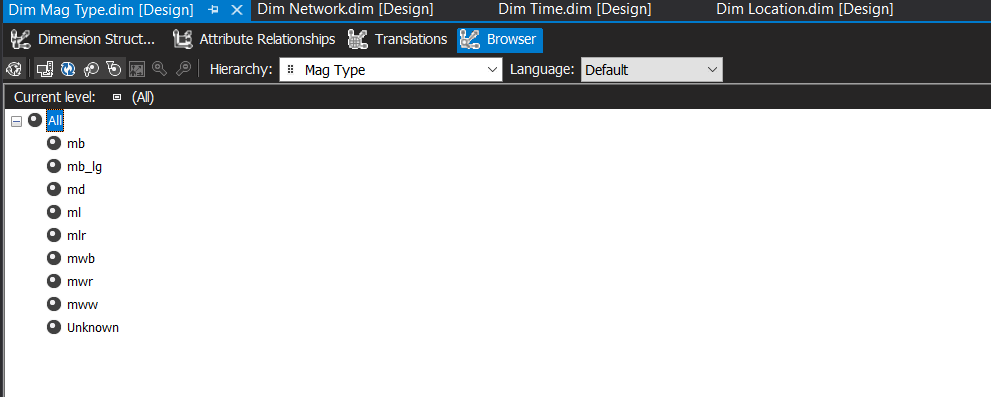 Dim Mag Type.dim [Design] Dim Network.dim [Design] Dim Time.dim [Design] Dim Location.dim [Design]
Dimension Struct... Attribute Relationships Translations Browser
Hierarchy: Mag Type Language: Default
Current level: (All)
All
mb
mb_lg
md
ml
mlr
mwb
mwr
mww
Unknown